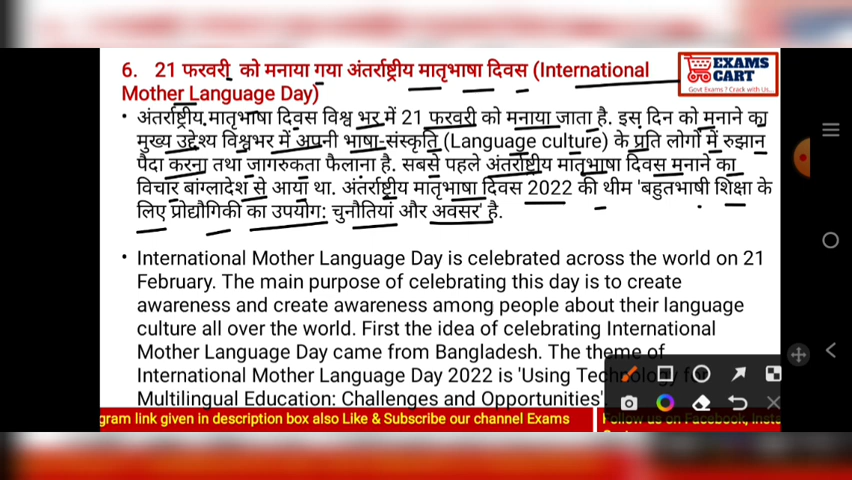 6. 21 फरवरी को मनाया गया अंतर्राष्ट्रीय मातृभाषा दिवस (International
Mother Language Day)
EXAMS
CART
Govt Exams ? Crack with Us...
• अंतर्राष्ट्रीय मातृभाषा दिवस विश्व भर में 21 फरवरी को मनाया जाता है. इस दिन को मनाने का
मुख्य उद्देश्य विश्वभर में अपनी भाषा-संस्कृति (Language culture) के प्रति लोगों में रुझान
पैदा करना तथा जागरुकता फैलाना है. सबसे पहले अंतर्राष्ट्रीय मातृभाषा दिवस मनाने का
विचार बांग्लादेश से आया था. अंतर्राष्ट्रीय मातृभाषा दिवस 2022 की थीम 'बहुतभाषी शिक्षा के
लिए प्रोद्यौगिकी का उपयोग: चुनौतियां और अवसर' है.
• International Mother Language Day is celebrated across the world on 21
February. The main purpose of celebrating this day is to create
awareness and create awareness among people about their language
culture all over the world. First the idea of celebrating International
Mother Language Day came from Bangladesh. The theme of
International Mother Language Day 2022 is 'Using Technology for
Multilingual Education: Challenges and Opportunities'
gram link given in description box also Like & Subscribe our channel Exams
Follow us on Facebook, Insta